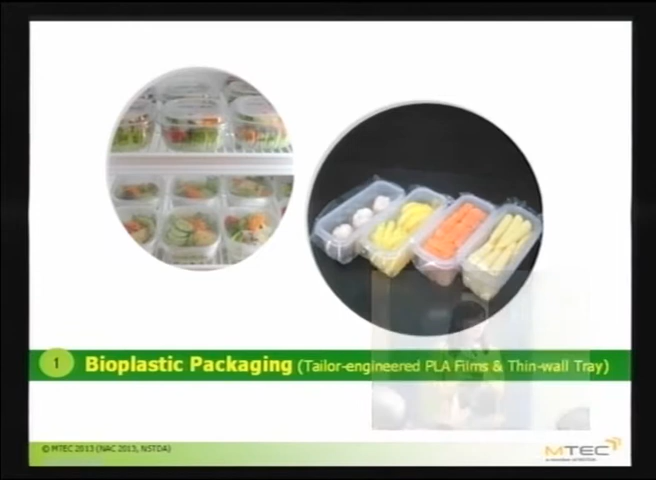 1 Bioplastic Packaging (Tailor-engineered PLA Films & Thin-wall Tray)
© MTEC 2013 (NAC 2013, NSTDA)
MTEC